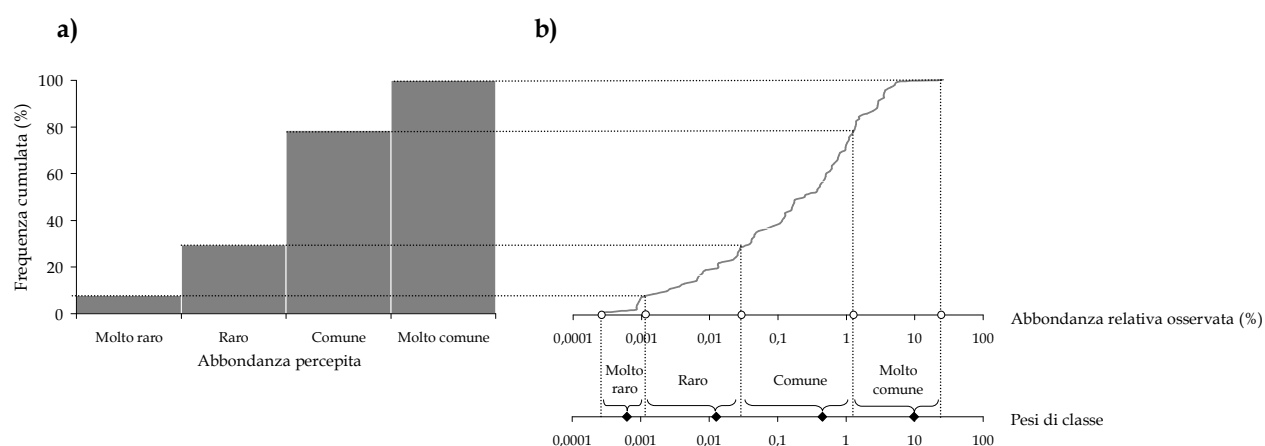 a)
Frequenza cumulata (%)
100
80
60
40
20
0
Molto raro Raro Comune Molto comune
Abbondanza percepita
b)
0,0001 0,001 0,01 0,1 1 10 100
Abbondanza relativa osservata (%)
Molto
raro
Raro
Comune
Molto
comune
0,0001 0,001 0,01 0,1 1 10 100
Pesi di classe